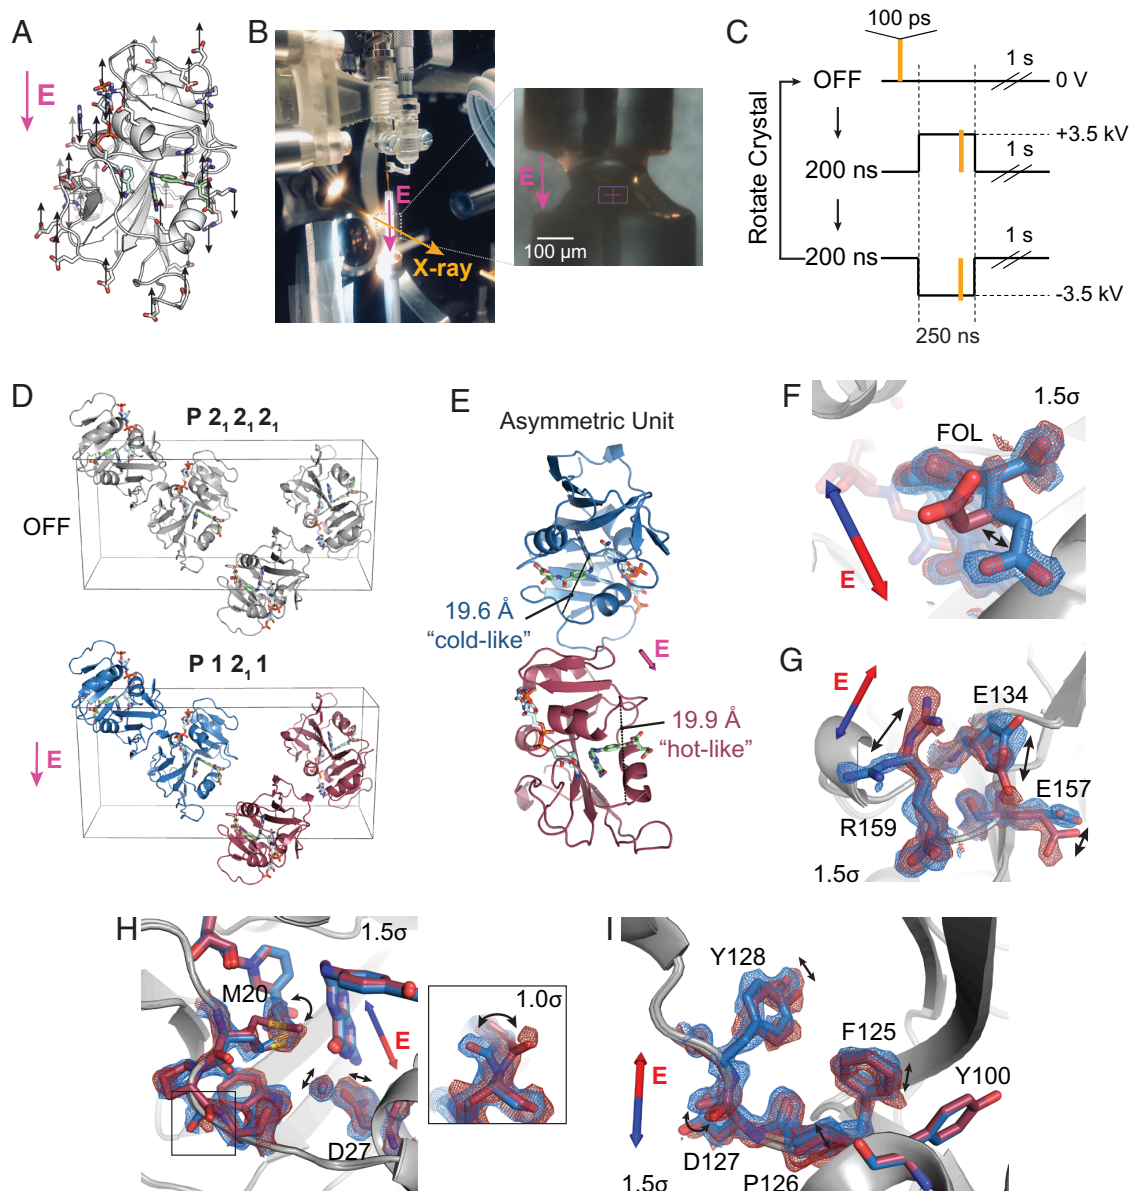 A
E
B
E
X-ray
E
100 µm
C
100 ps
1 s
OFF
0 V
Rotate Crystal
+3.5 kV
200 ns
1 s
200 ns
1 s
-3.5 kV
250 ns
D
P 2₁ 2₁ 2₁
OFF
P 1 2₁ 1
E
E
Asymmetric Unit
19.6 Å
“cold-like”
E
19.9 Å
“hot-like”
F
1.5σ
FOL
E
G
E
E134
E157
R159
1.5σ
H
1.5σ
M20
E
D27
1.0σ
I
Y128
F125
E
Y100
D127
P126
1.5σ